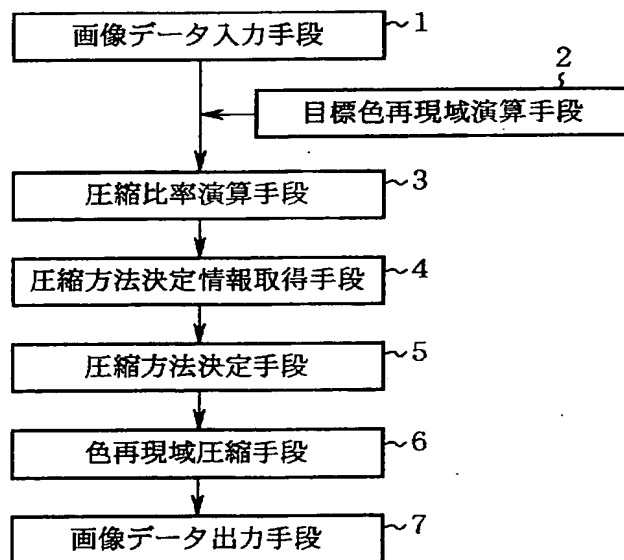 画像データ入力手段 ~1
2
目標色再現域演算手段
圧縮比率演算手段 ~3
圧縮方法決定情報取得手段 ~4
圧縮方法決定手段 ~5
色再現域圧縮手段 ~6
画像データ出力手段 ~7